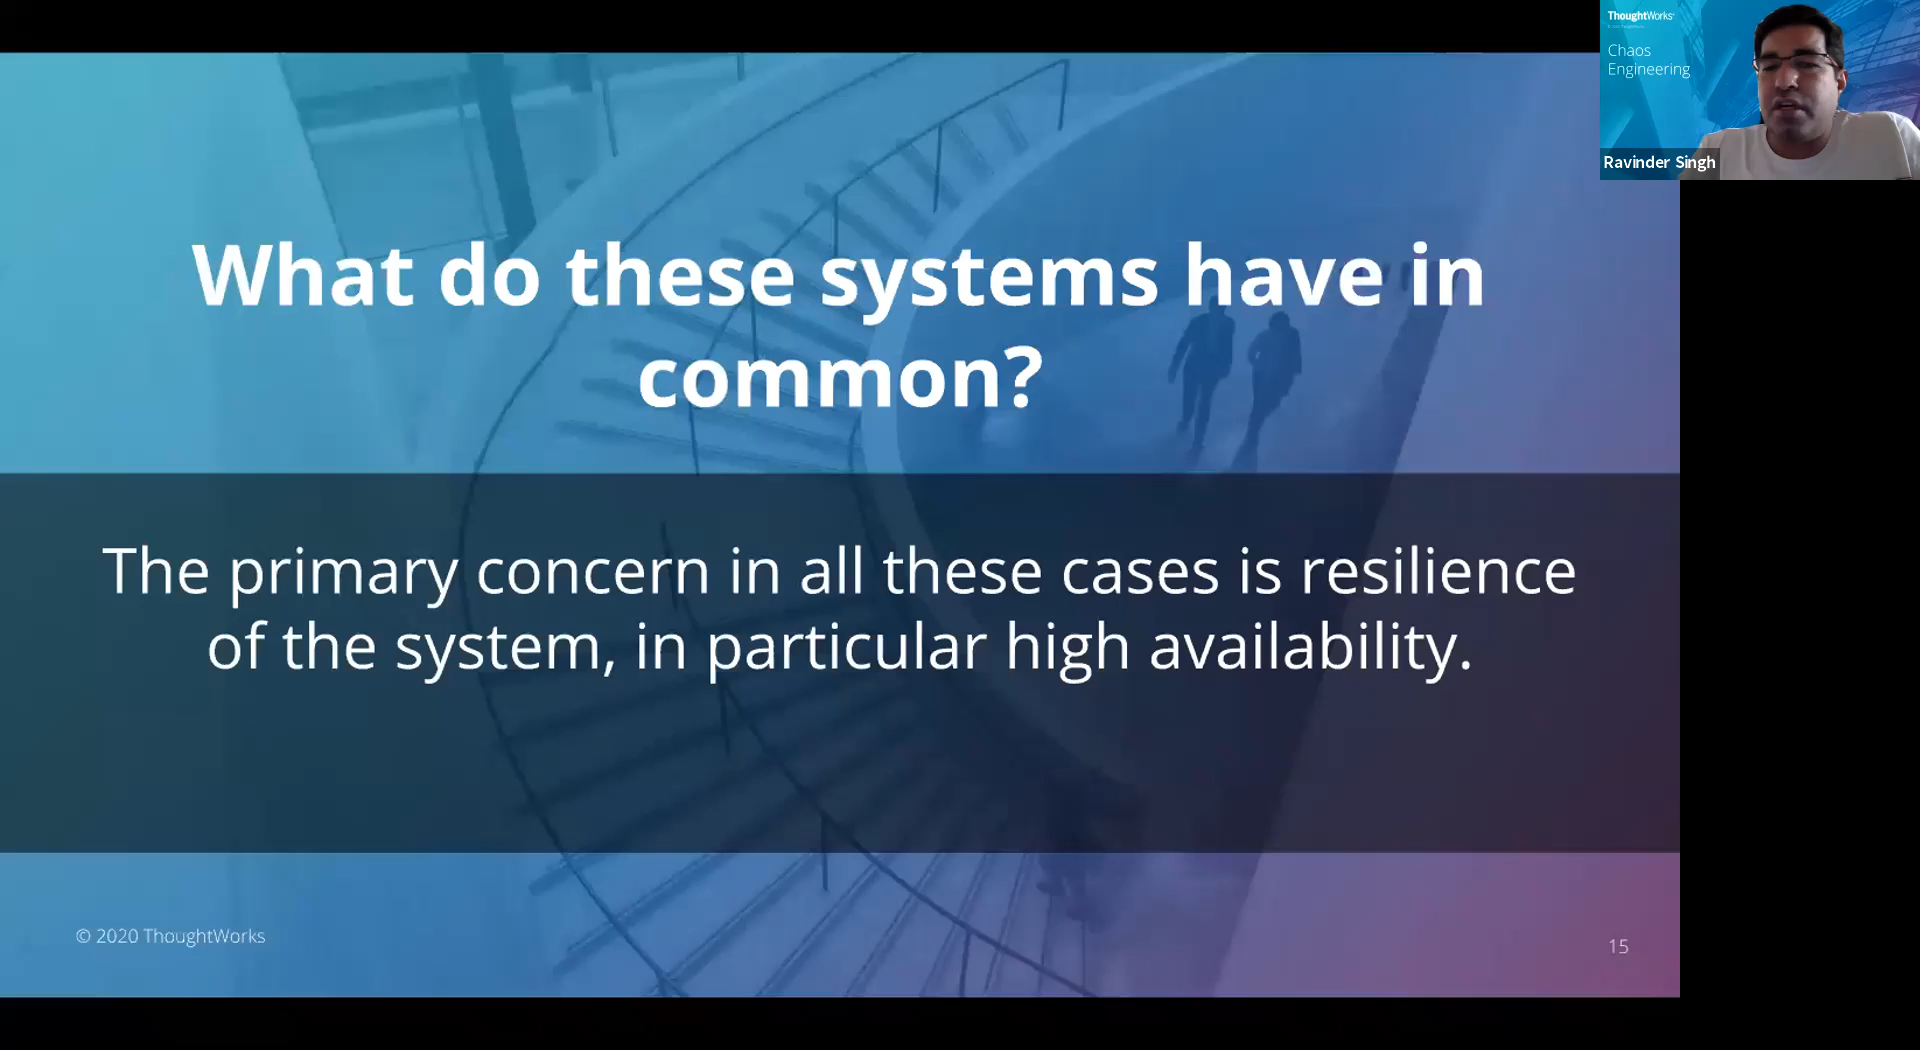 What do these systems have in
common?
The primary concern in all these cases is resilience
of the system, in particular high availability.
© 2020 ThoughtWorks
15
ThoughtWorks
Chaos
Engineering
Ravinder Singh